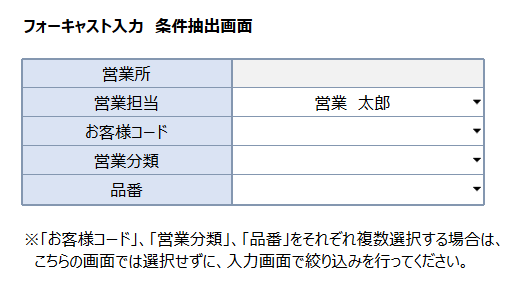 フォーキャスト入力　条件抽出画面
営業所
営業担当　営業　太郎
お客様コード
営業分類
品番
※「お客様コード」、「営業分類」、「品番」をそれぞれ複数選択する場合は、
こちらの画面では選択せずに、入力画面で絞り込みを行ってください。